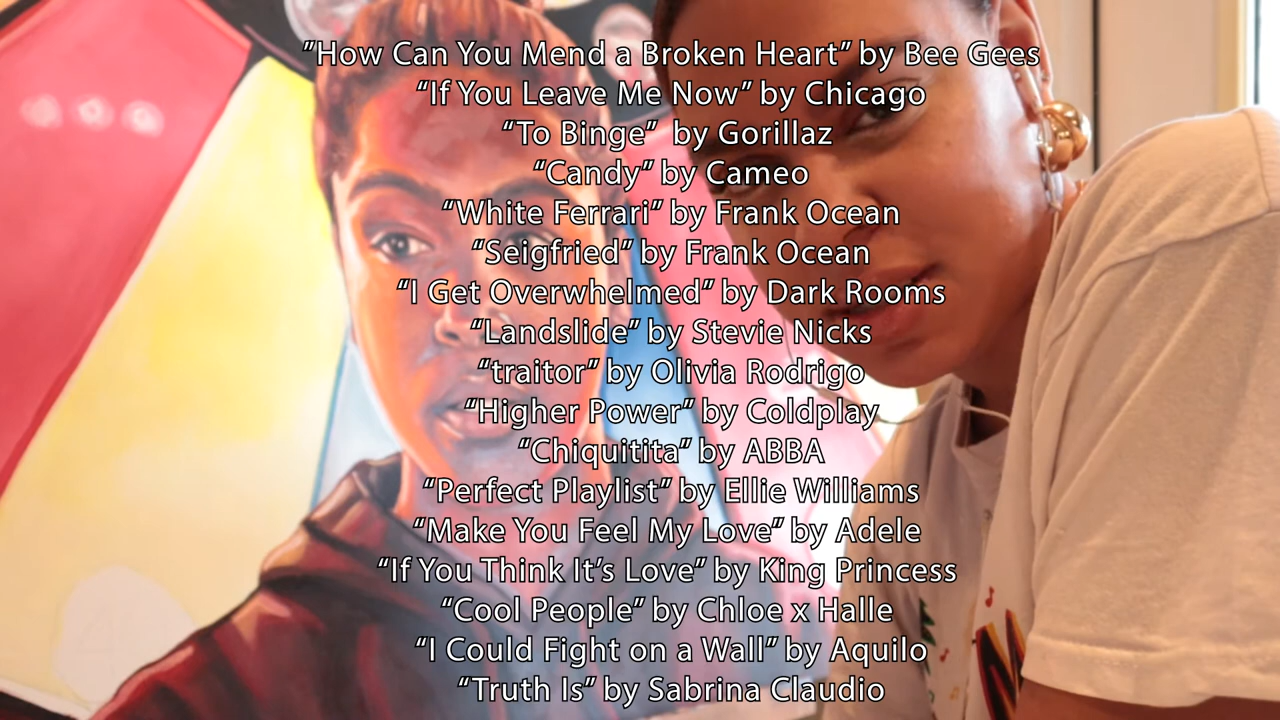 ”How Can You Mend a Broken Heart” by Bee Gees
“If You Leave Me Now” by Chicago
“To Binge” by Gorillaz
“Candy” by Cameo
“White Ferrari” by Frank Ocean
“Seigfried” by Frank Ocean
“I Get Overwhelmed” by Dark Rooms
“Landslide” by Stevie Nicks
“traitor” by Olivia Rodrigo
“Higher Power” by Coldplay
“Chiquitita” by ABBA
“Perfect Playlist” by Ellie Williams
“Make You Feel My Love” by Adele
“If You Think It’s Love” by King Princess
“Cool People” by Chloe x Halle
“I Could Fight on a Wall” by Aquilo
“Truth Is” by Sabrina Claudio